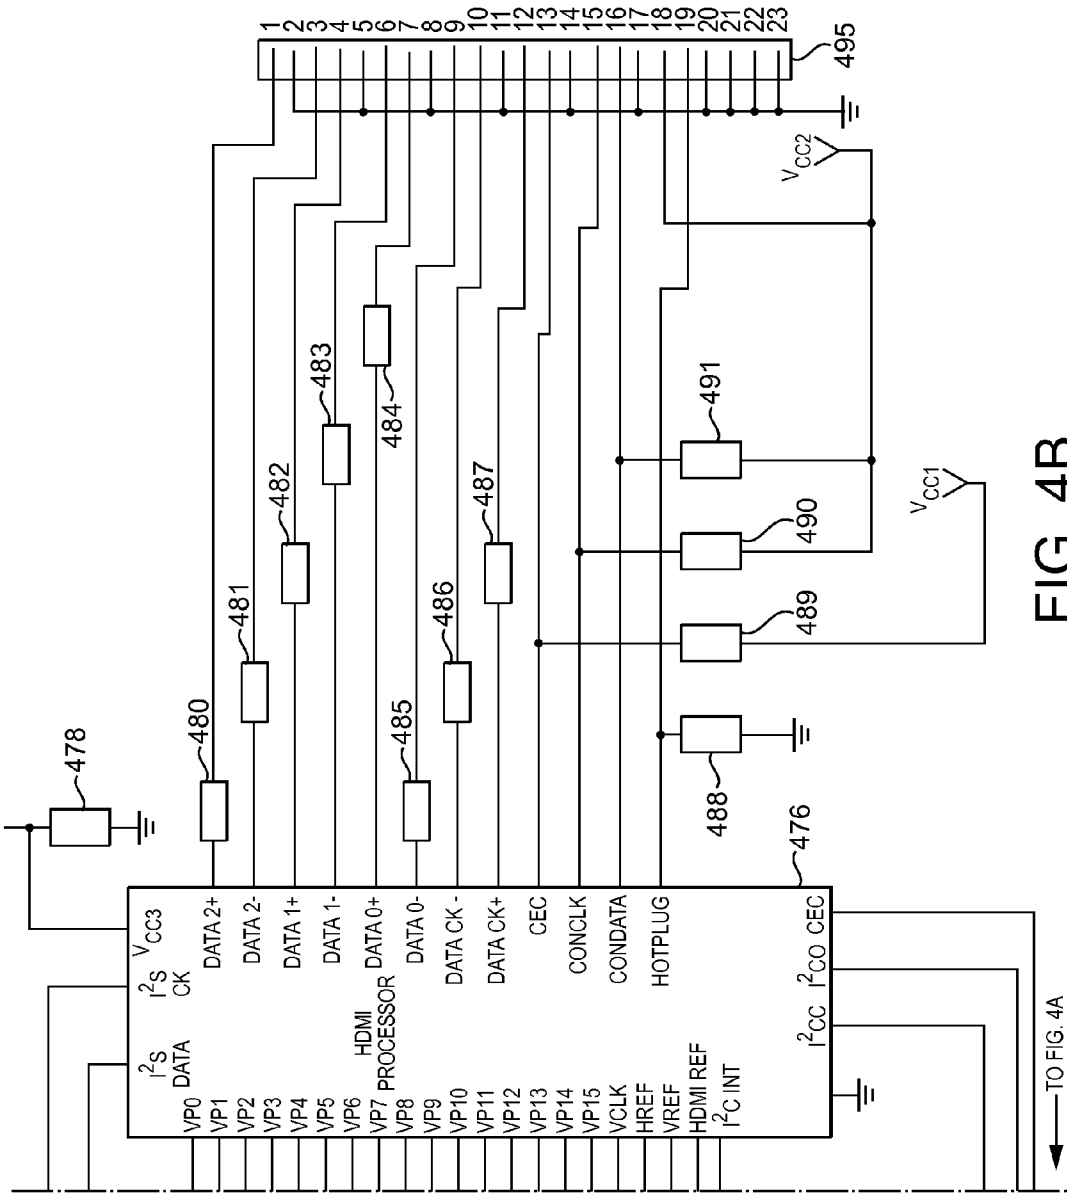 1
2
3
4
5
6
7
8
9
10
11
12
13
14
15
16
17
18
19
20
21
22
23
495
VCC2
VCC1
478
480
481
482
483
484
485
486
487
488
489
490
491
476
VCC3
I2S CK
I2S DATA
DATA 2+
DATA 2-
DATA 1+
DATA 1-
DATA 0+
DATA 0-
DATA CK -
DATA CK+
CEC
CONCLK
CONDATA
HOTPLUG
HDMI
PROCESSOR
VP0
VP1
VP2
VP3
VP4
VP5
VP6
VP7
VP8
VP9
VP10
VP11
VP12
VP13
VP14
VP15
VCLK
HREF
VREF
HDMI REF
I2C INT
I2CC
I2CO
CEC
TO FIG. 4A
FIG. 4B